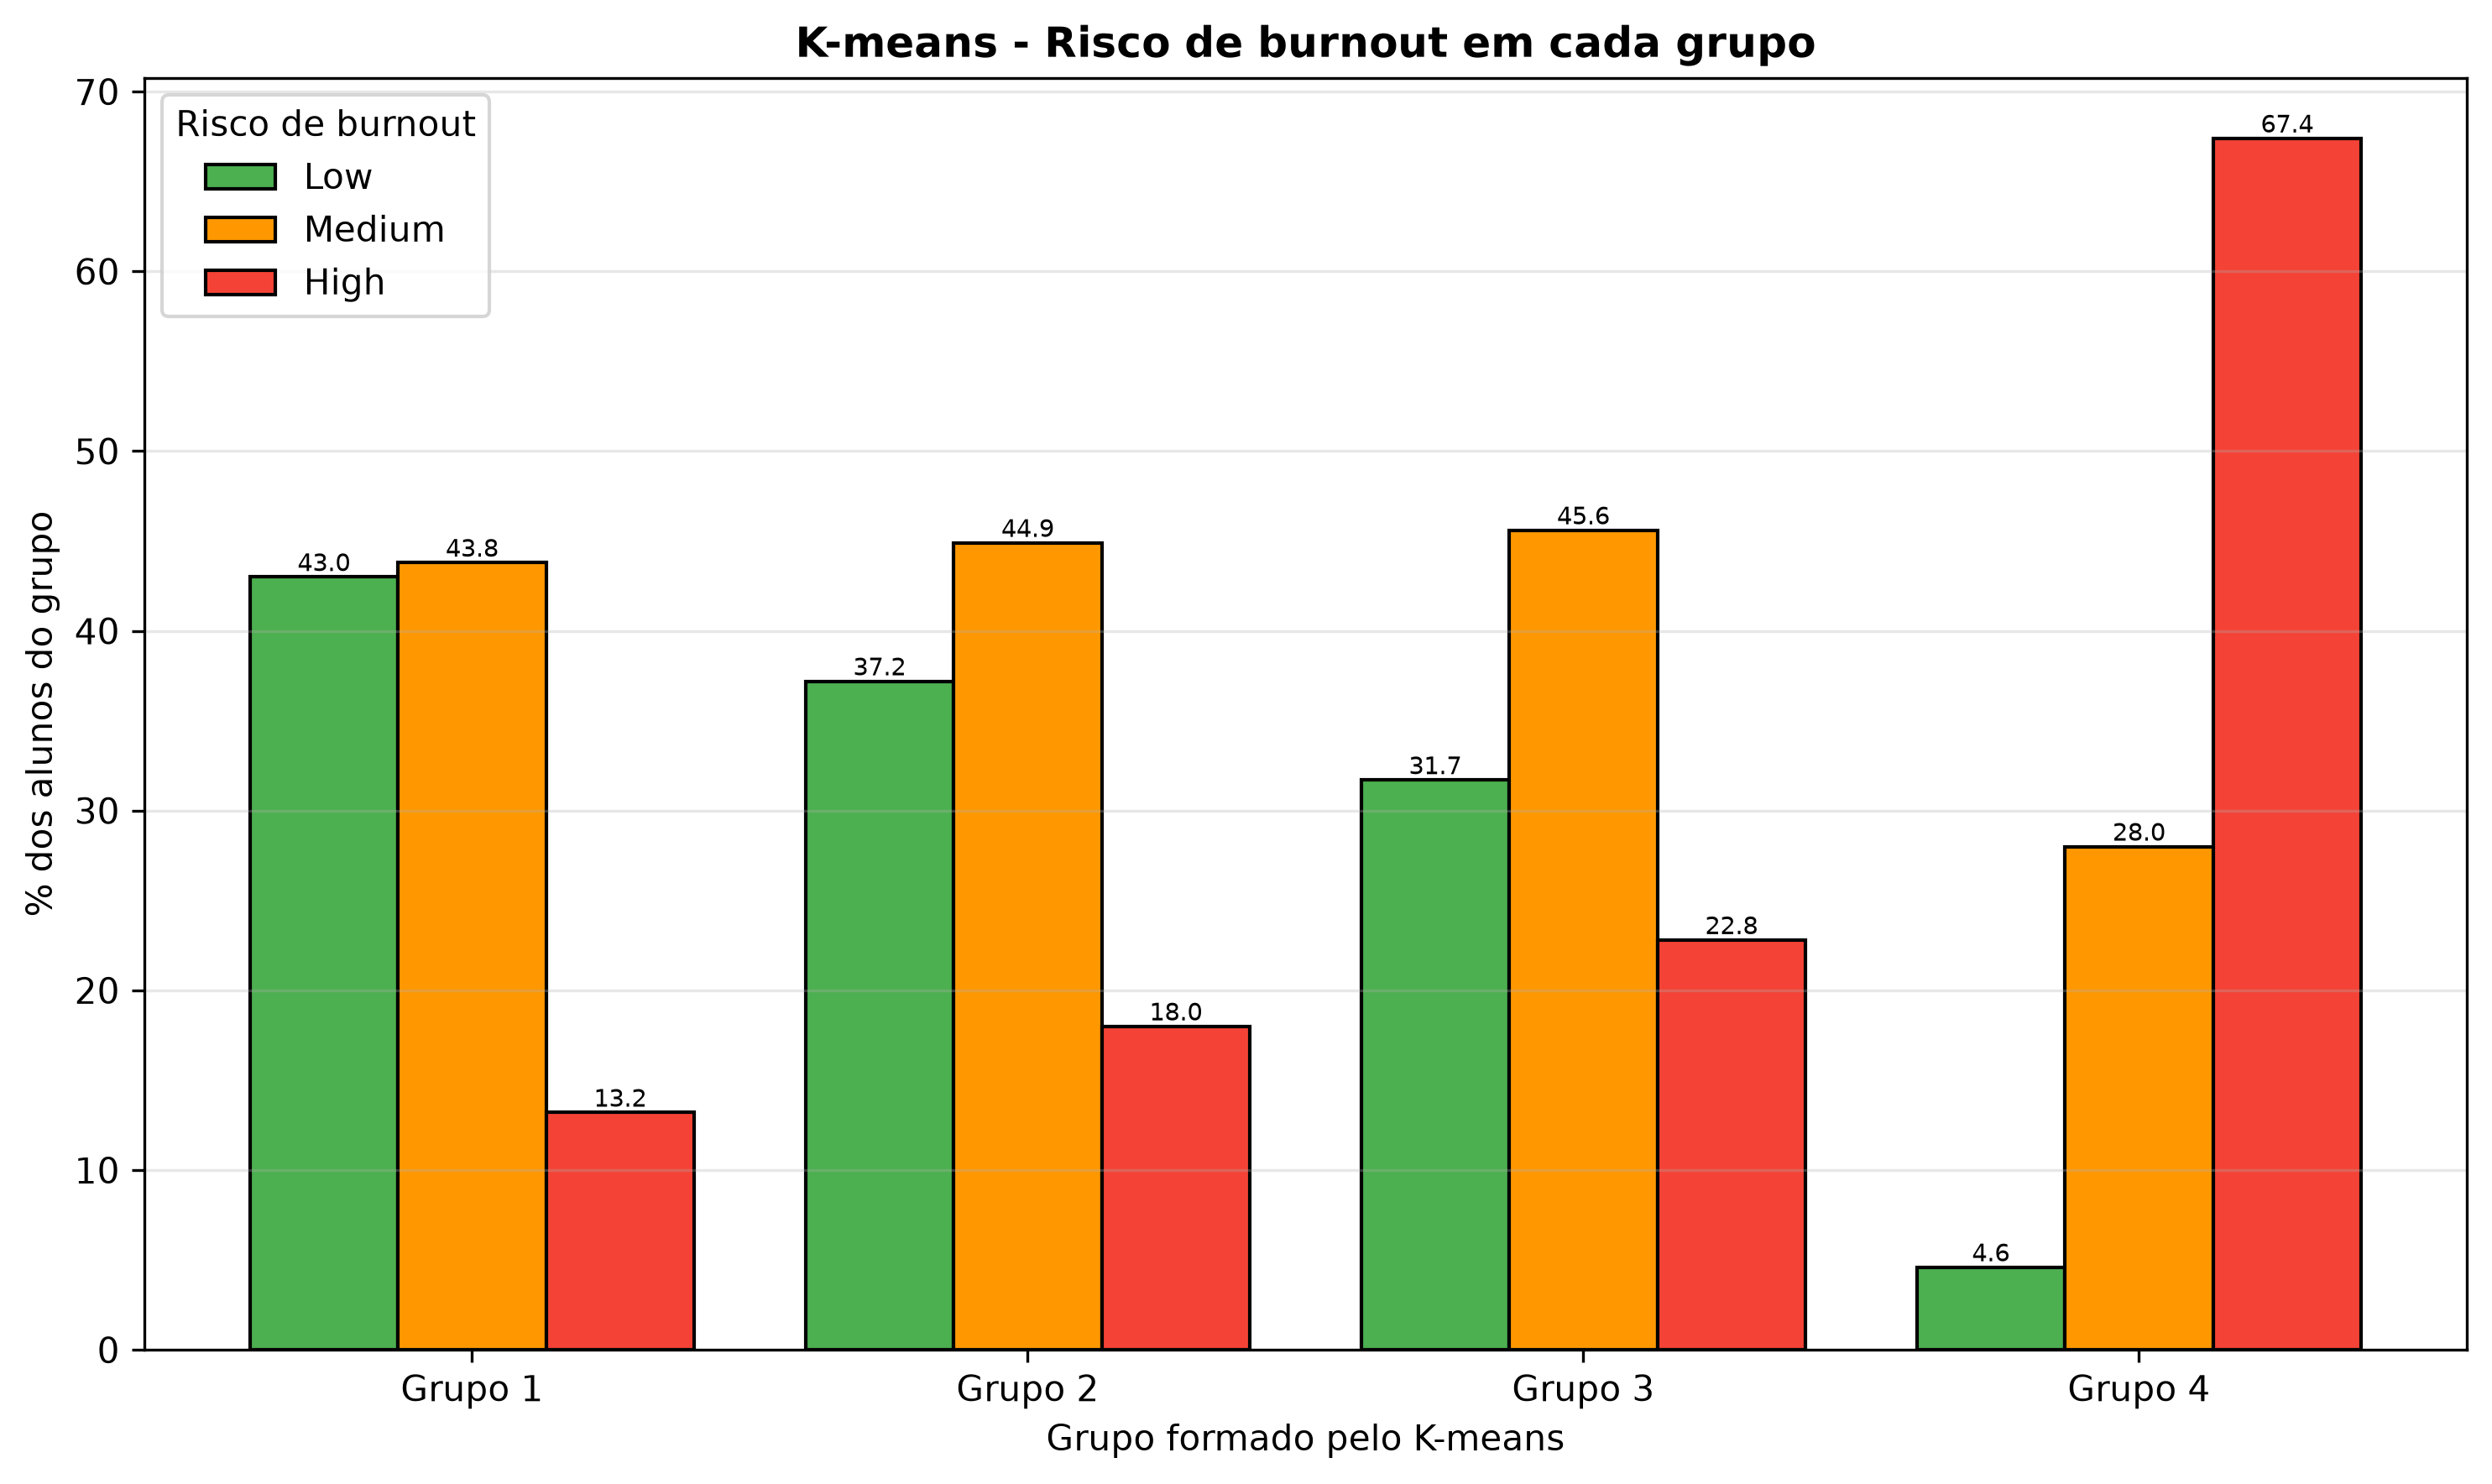 K-means - Risco de burnout em cada grupo
70
60
50
40
30
20
10
0
% dos alunos do grupo
Risco de burnout
Low
Medium
High
43.0
43.8
13.2
37.2
44.9
18.0
31.7
45.6
22.8
4.6
28.0
67.4
Grupo 1
Grupo 2
Grupo 3
Grupo 4
Grupo formado pelo K-means